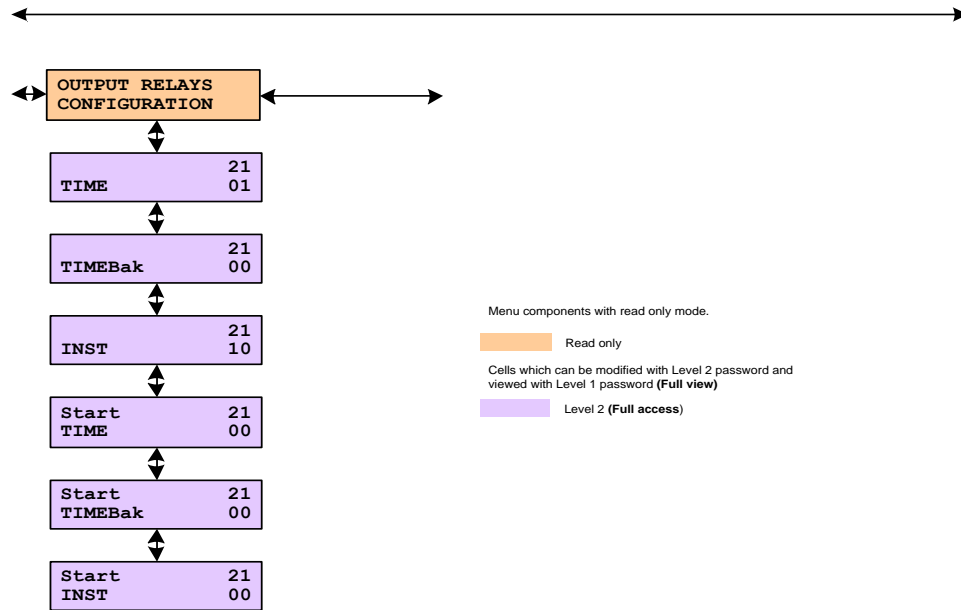 OUTPUT RELAYS
CONFIGURATION
21
TIME 01
21
TIMEBak 00
21
INST 10
Start 21
TIME 00
Start 21
TIMEBak 00
Start 21
INST 00
Menu components with read only mode.
Read only
Cells which can be modified with Level 2 password and
viewed with Level 1 password (Full view)
Level 2 (Full access)